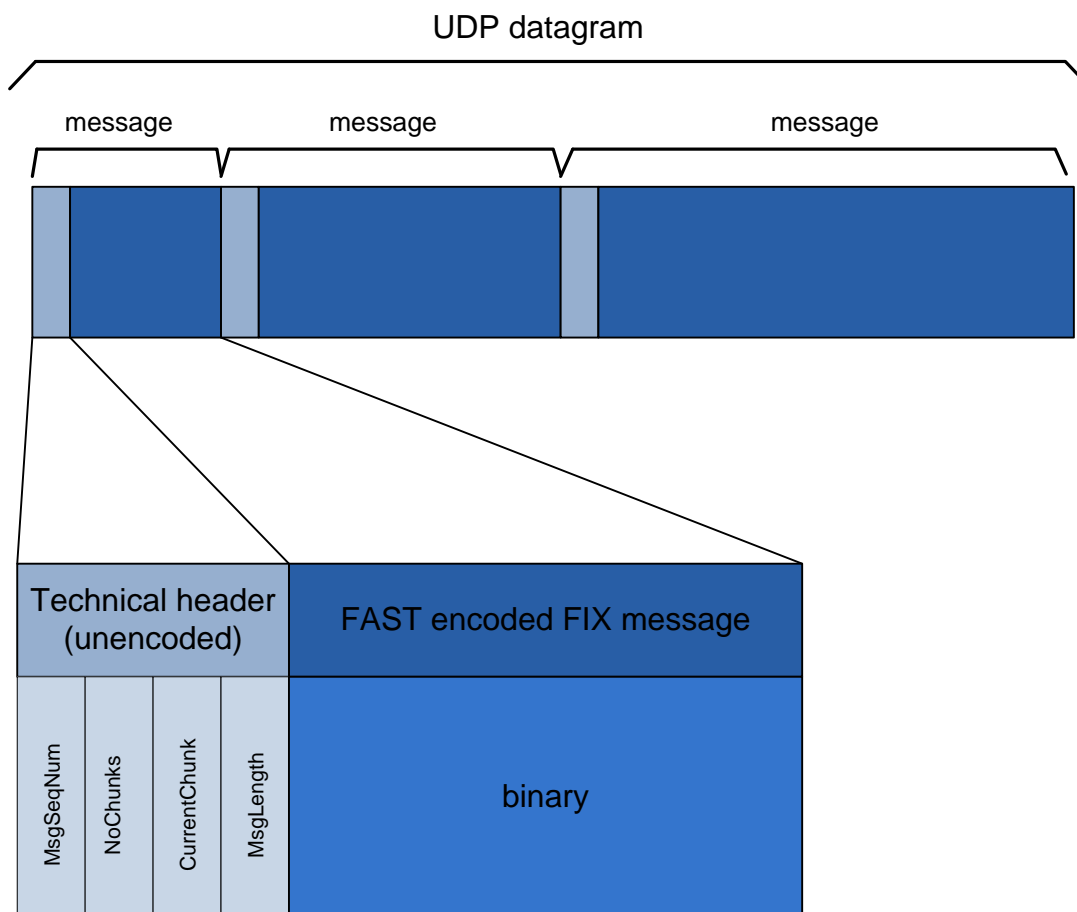 UDP datagram
message
message
message
Technical header
(unencoded)
FAST encoded FIX message
MsgSeqNum
NoChunks
CurrentChunk
MsgLength
binary